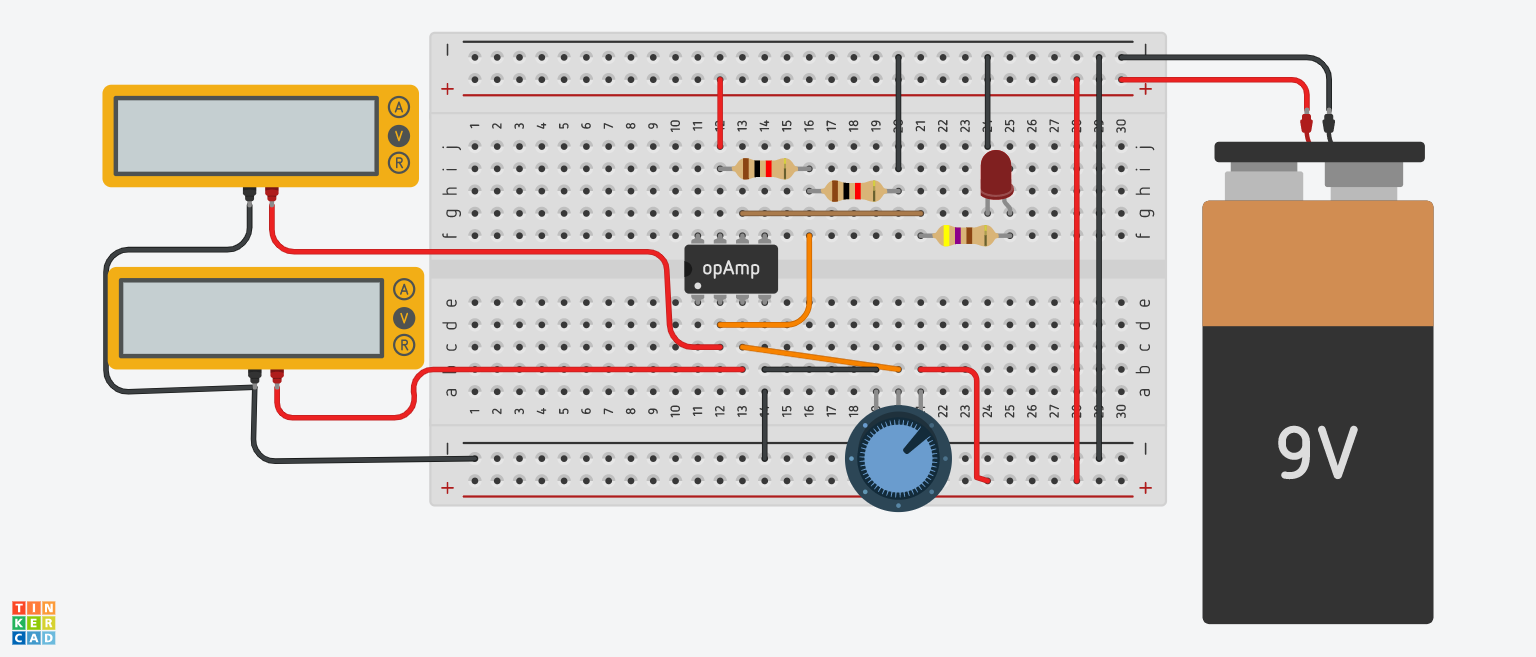 − −
+ +
1 2 3 4 5 6 7 8 9 10 11 12 13 14 15 16 17 18 19 20 21 22 23 24 25 26 27 28 29 30
A
V
R
j j
i i
h h
g g
f f
opAmp
A
V
R
e e
d d
c c
b b
a a
1 2 3 4 5 6 7 8 9 10 11 12 13 14 15 16 17 18 19 21 22 23 24 25 26 27 28 29 30
− −
+ +
9V
TIN
KER
CAD